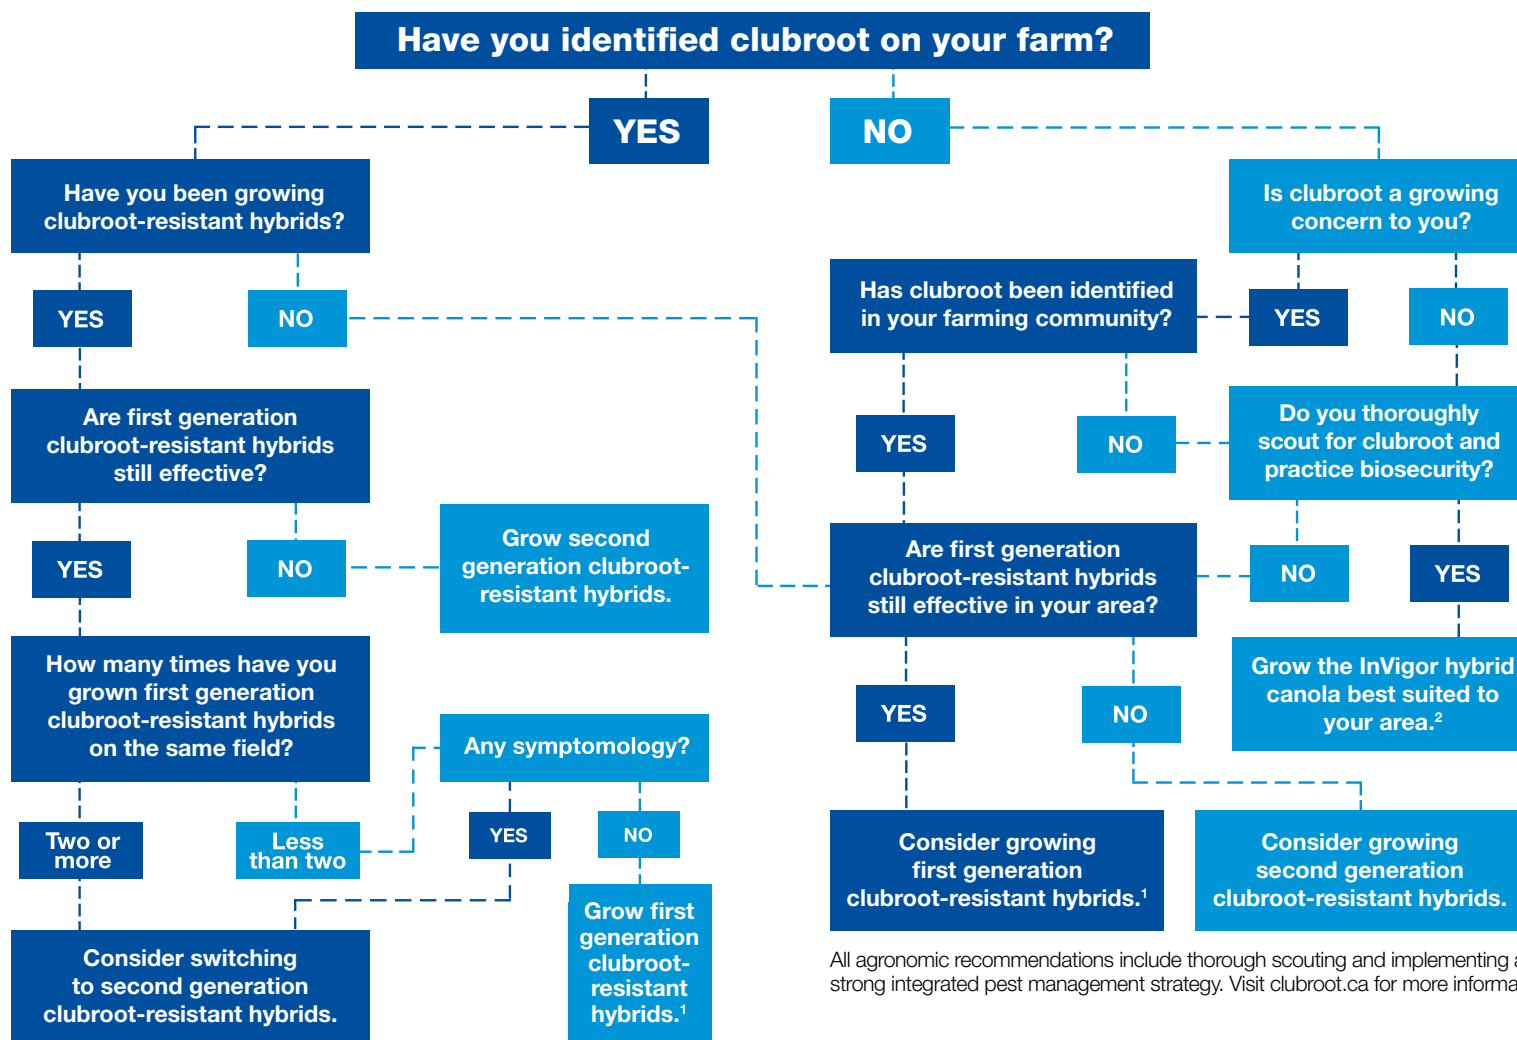 Have you identified clubroot on your farm?
YES
NO
Have you been growing
clubroot-resistant hybrids?
YES
NO
Are first generation
clubroot-resistant hybrids
still effective?
YES
NO
Grow second
generation clubroot-
resistant hybrids.
How many times have you
grown first generation
clubroot-resistant hybrids
on the same field?
Two or
more
Less
than two
Any symptomology?
YES
NO
Consider switching
to second generation
clubroot-resistant hybrids.
Grow first
generation
clubroot-
resistant
hybrids.¹
Is clubroot a growing
concern to you?
YES
NO
Has clubroot been identified
in your farming community?
YES
NO
Do you thoroughly
scout for clubroot and
practice biosecurity?
NO
YES
Are first generation
clubroot-resistant hybrids
still effective in your area?
YES
NO
Grow the InVigor hybrid
canola best suited to
your area.²
Consider growing
first generation
clubroot-resistant hybrids.¹
Consider growing
second generation
clubroot-resistant hybrids.
All agronomic recommendations include thorough scouting and implementing a
strong integrated pest management strategy. Visit clubroot.ca for more informa